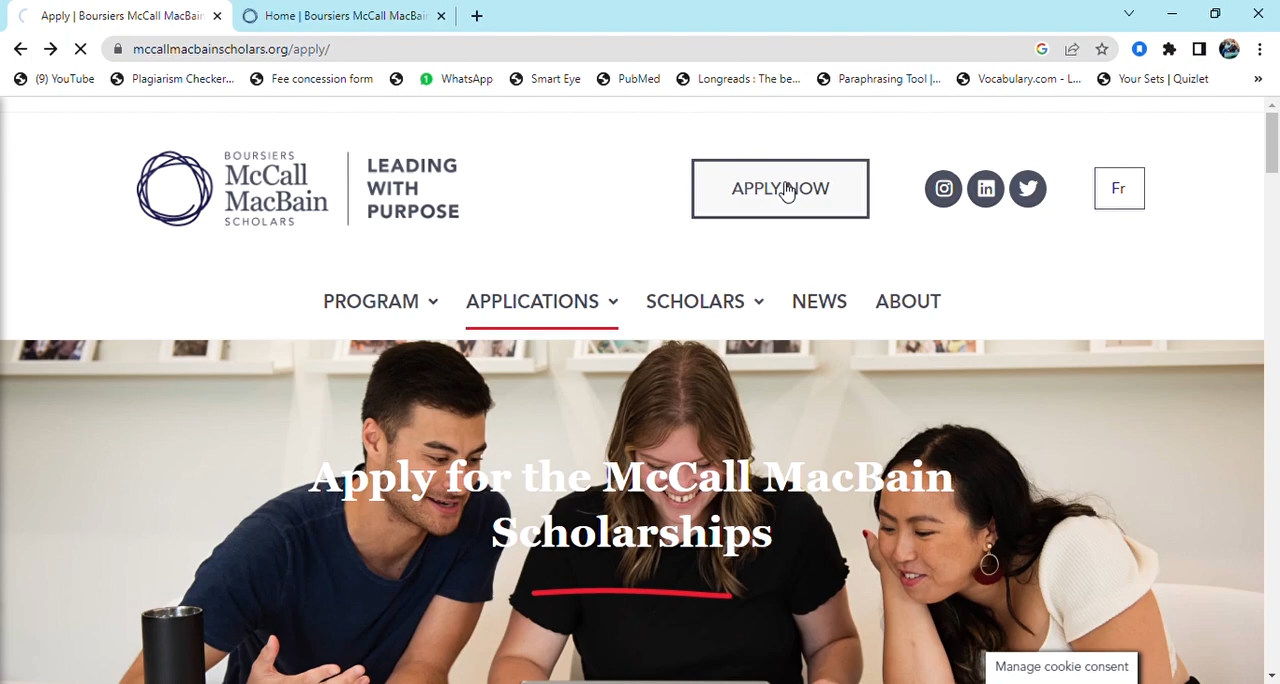 Apply | Boursiers McCall MacBain
Home | Boursiers McCall MacBain
mccallmacbainscholars.org/apply/
(9) YouTube
Plagiarism Checker...
Fee concession form
WhatsApp
Smart Eye
PubMed
Longreads : The be...
Paraphrasing Tool |...
Vocabulary.com - L...
Your Sets | Quizlet
»
BOURSIERS
McCall
MacBain
SCHOLARS
LEADING
WITH
PURPOSE
APPLY NOW
Fr
PROGRAM
APPLICATIONS
SCHOLARS
NEWS
ABOUT
Apply for the McCall MacBain
Scholarships
Manage cookie consent